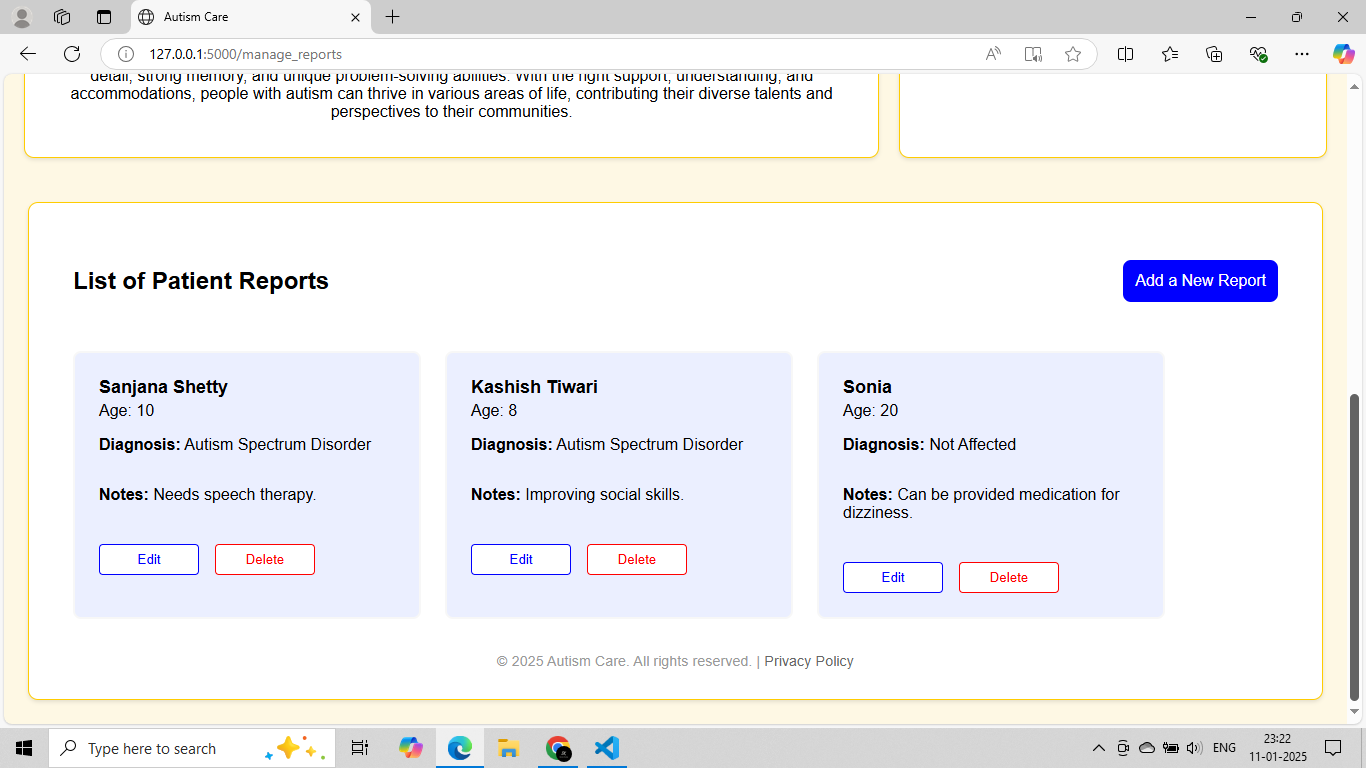 Autism Care
127.0.0.1:5000/manage_reports
detail, strong memory, and unique problem-solving abilities. With the right support, understanding, and
accommodations, people with autism can thrive in various areas of life, contributing their diverse talents and
perspectives to their communities.
List of Patient Reports
Add a New Report
Sanjana Shetty
Age: 10
Diagnosis: Autism Spectrum Disorder
Notes: Needs speech therapy.
Edit Delete
Kashish Tiwari
Age: 8
Diagnosis: Autism Spectrum Disorder
Notes: Improving social skills.
Edit Delete
Sonia
Age: 20
Diagnosis: Not Affected
Notes: Can be provided medication for
dizziness.
Edit Delete
© 2025 Autism Care. All rights reserved. | Privacy Policy
Type here to search
ENG
23:22
11-01-2025